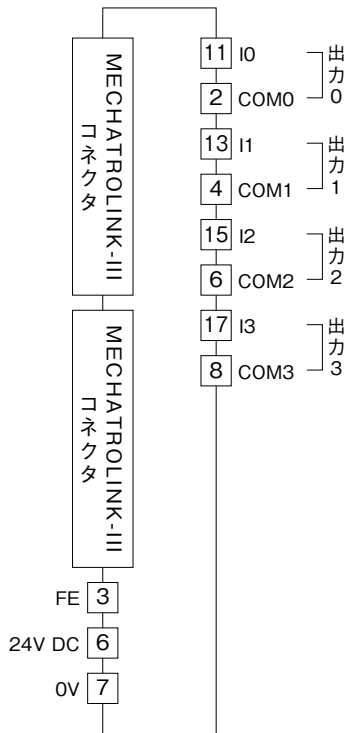 MECHATROLINK-III
コネクタ
MECHATROLINK-III
コネクタ
FE 3
24V DC 6
0V 7
11 I0
2 COM0
出力0
13 I1
4 COM1
出力1
15 I2
6 COM2
出力2
17 I3
8 COM3
出力3